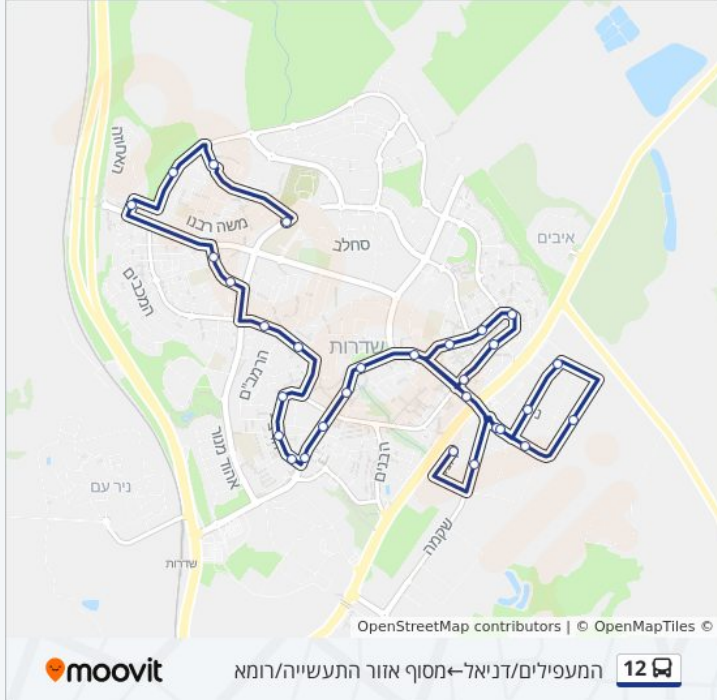 האחוזה
משה רבנו
סחלב
איבים
המכבים
שדרות
הרמב"ם
אהוד מנור
הבנים
ניר עם
שקמה
שדרות
OpenStreetMap contributors | © OpenMapTiles ©
12 המעפילים/דניאל←מסוף אזור התעשייה/רומא
moovit